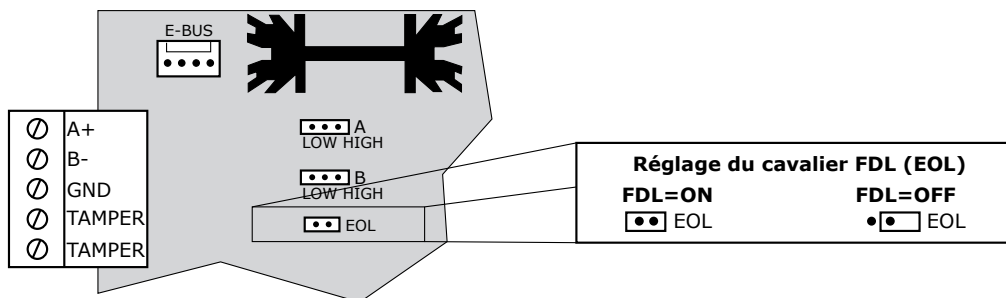 E-BUS
A+
B-
GND
TAMPER
TAMPER
A
LOW HIGH
B
LOW HIGH
EOL
Réglage du cavalier FDL (EOL)
FDL=ON FDL=OFF
EOL EOL